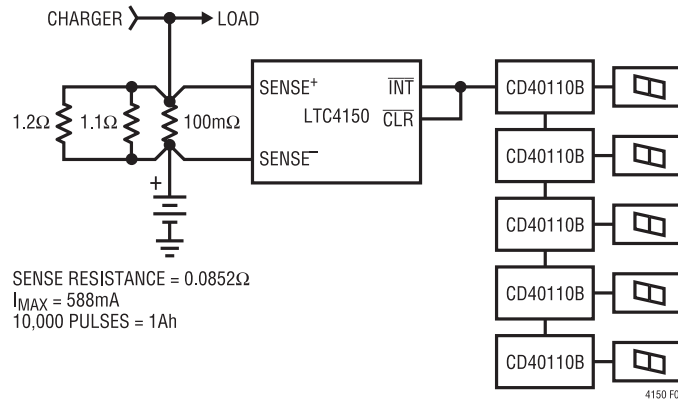 CHARGER
LOAD
1.2Ω
1.1Ω
100mΩ
SENSE+
SENSE–
LTC4150
INT
CLR
+
CD40110B
CD40110B
CD40110B
CD40110B
CD40110B
SENSE RESISTANCE = 0.0852Ω
IMAX = 588mA
10,000 PULSES = 1Ah
4150 F0